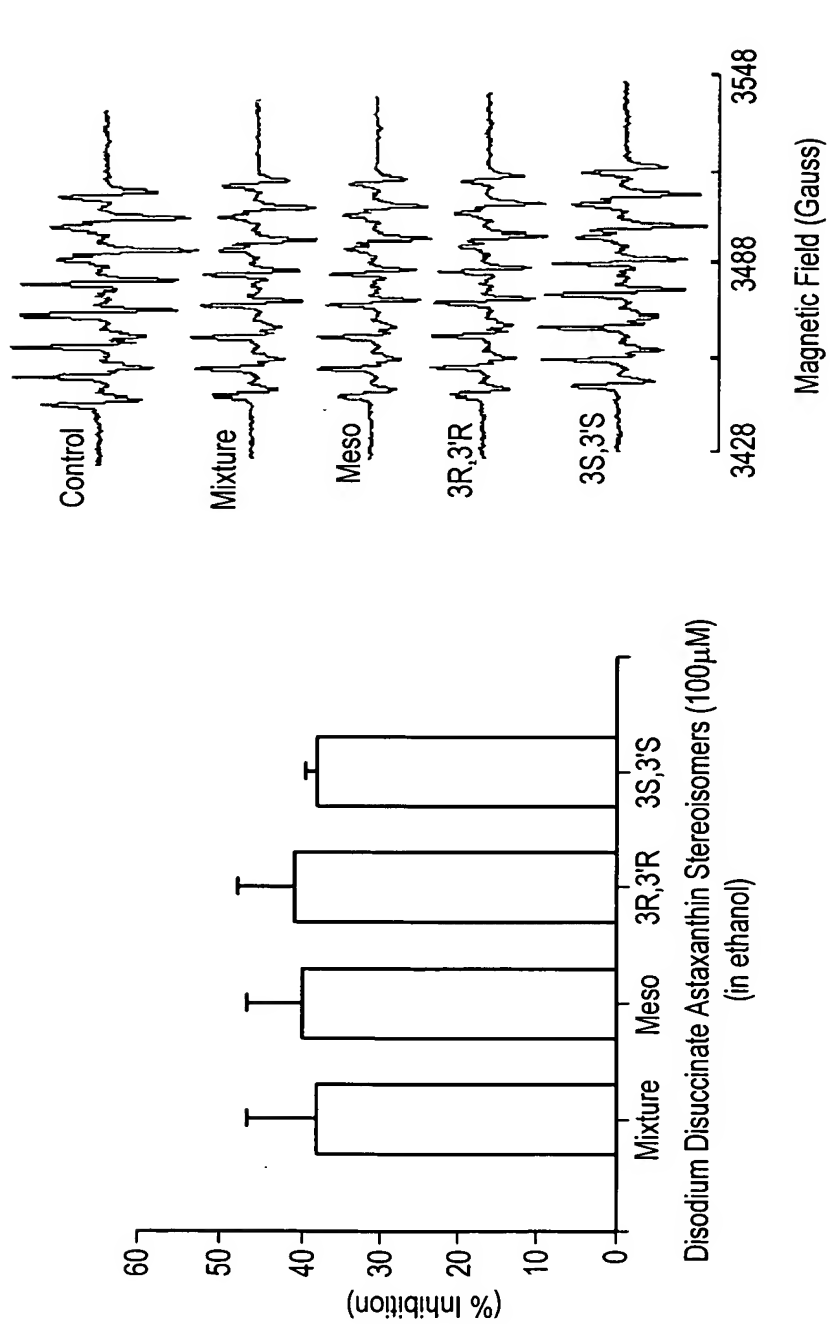 60
50
40
30
20
10
0
(% Inhibition)
Mixture
Meso
3R,3'R
3S,3'S
Disodium Disuccinate Astaxanthin Stereoisomers (100μM)
(in ethanol)
Control
Mixture
Meso
3R,3'R
3S,3'S
3428
3488
3548
Magnetic Field (Gauss)